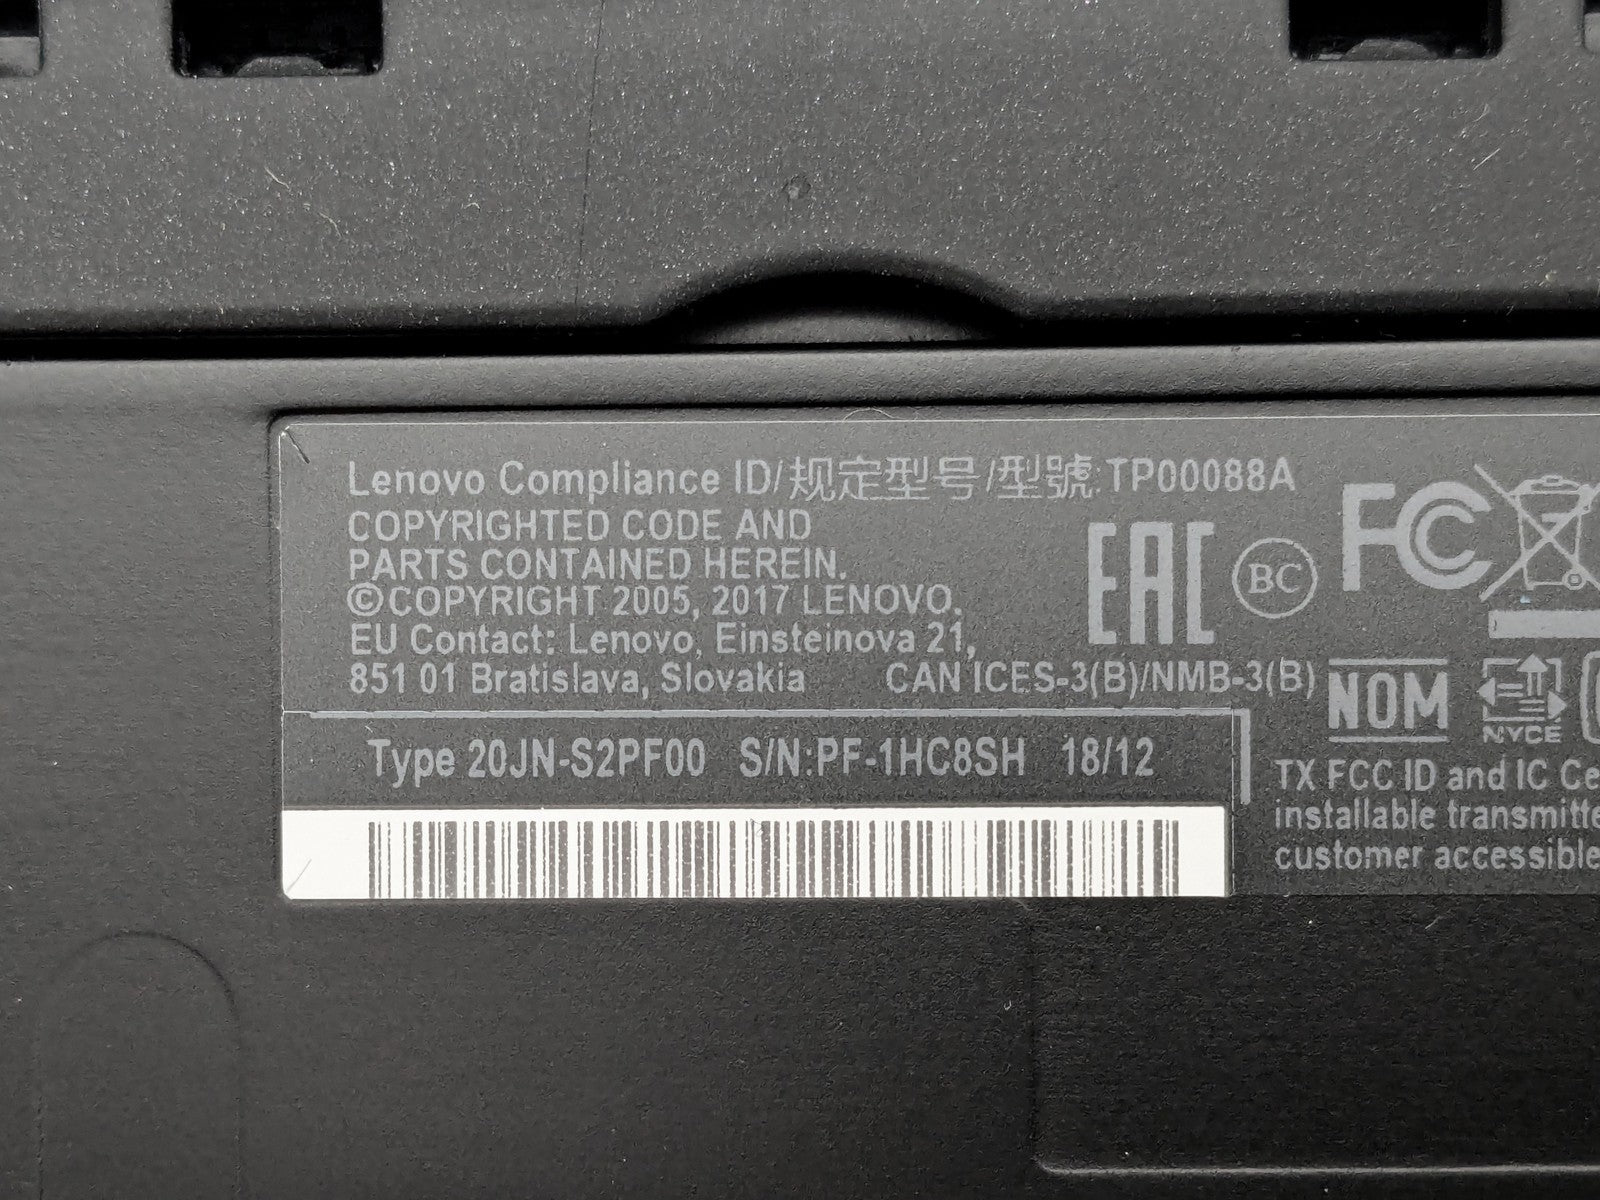 Lenovo Compliance ID/规定型号/型號:TP00088A
COPYRIGHTED CODE AND
PARTS CONTAINED HEREIN.
©COPYRIGHT 2005, 2017 LENOVO.
EU Contact: Lenovo, Einsteinova 21,
851 01 Bratislava, Slovakia
CAN ICES-3(B)/NMB-3(B)
EAC
BC
FC
NOM
NYCE
Type 20JN-S2PF00 S/N:PF-1HC8SH 18/12
TX FCC ID and IC Ce
installable transmitte
customer accessible